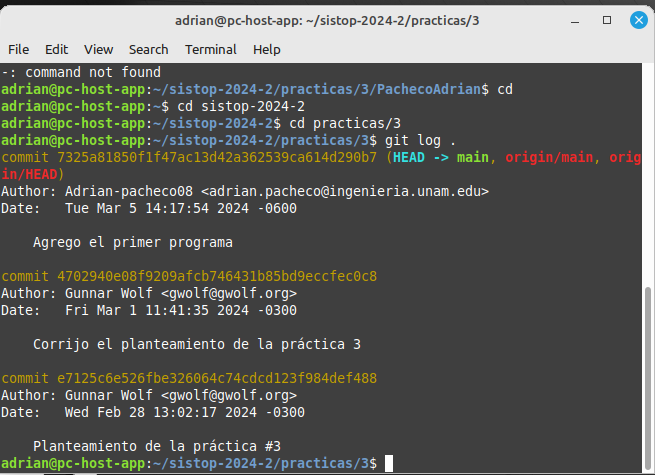 adrian@pc-host-app: ~/sistop-2024-2/practicas/3
File Edit View Search Terminal Help
-: command not found
adrian@pc-host-app:~/sistop-2024-2/practicas/3/PachecoAdrian$ cd
adrian@pc-host-app:~$ cd sistop-2024-2
adrian@pc-host-app:~/sistop-2024-2$ cd practicas/3
adrian@pc-host-app:~/sistop-2024-2/practicas/3$ git log .
commit 7325a81850f1f47ac13d42a362539ca614d290b7 (HEAD -> main, origin/main, orig
in/HEAD)
Author: Adrian-pacheco08 <adrian.pacheco@ingenieria.unam.edu>
Date:   Tue Mar 5 14:17:54 2024 -0600
    Agrego el primer programa
commit 4702940e08f9209afcb746431b85bd9eccfec0c8
Author: Gunnar Wolf <gwolf@gwolf.org>
Date:   Fri Mar 1 11:41:35 2024 -0300
    Corrijo el planteamiento de la práctica 3
commit e7125c6e526fbe326064c74cdcd123f984def488
Author: Gunnar Wolf <gwolf@gwolf.org>
Date:   Wed Feb 28 13:02:17 2024 -0300
    Planteamiento de la práctica #3
adrian@pc-host-app:~/sistop-2024-2/practicas/3$